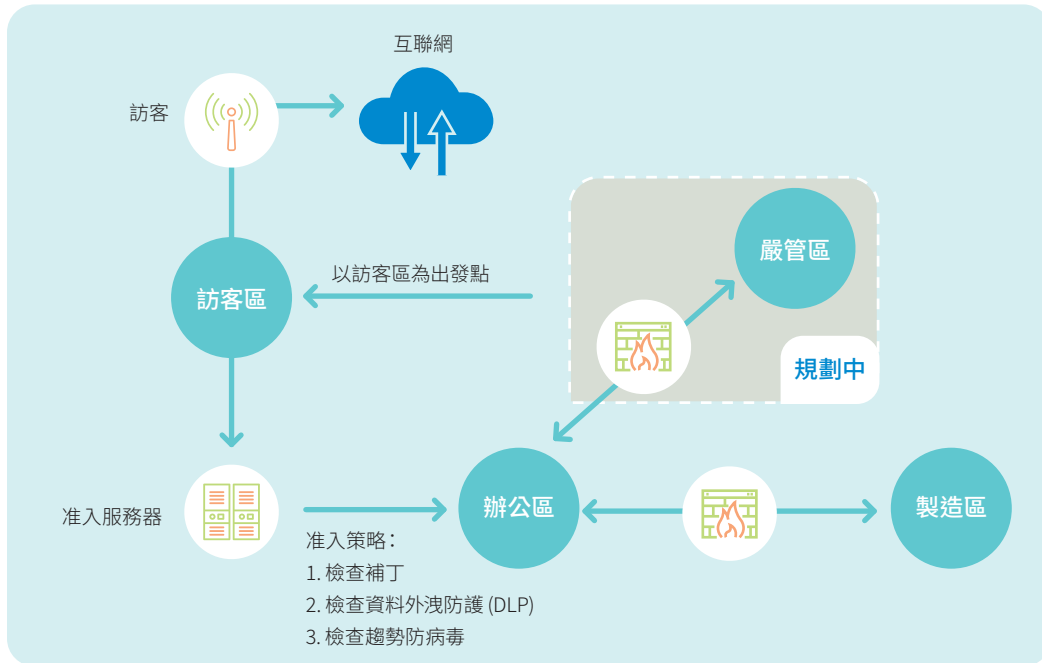 互聯網
訪客
嚴管區
訪客區
以訪客區為出發點
規劃中
准入服務器
辦公區
製造區
准入策略：
1. 檢查補丁
2. 檢查資料外洩防護 (DLP)
3. 檢查趨勢防病毒